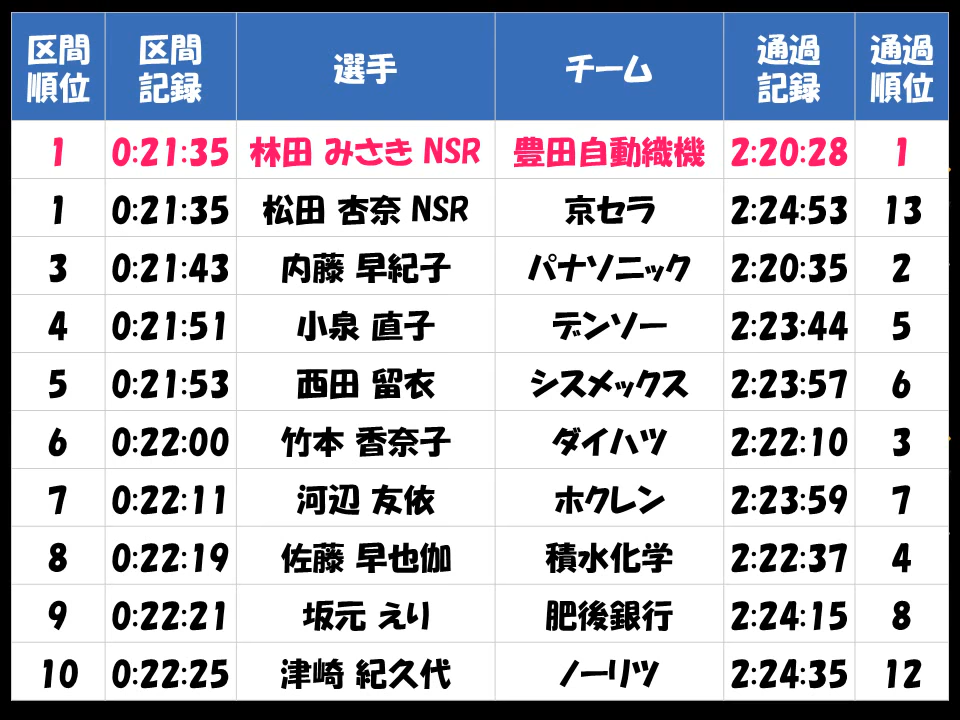 区間順位 区間記録 選手 チーム 通過記録 通過順位
1 0:21:35 林田 みさき NSR 豊田自動織機 2:20:28 1
1 0:21:35 松田 杏奈 NSR 京セラ 2:24:53 13
3 0:21:43 内藤 早紀子 パナソニック 2:20:35 2
4 0:21:51 小泉 直子 デンソー 2:23:44 5
5 0:21:53 西田 留衣 シスメックス 2:23:57 6
6 0:22:00 竹本 香奈子 ダイハツ 2:22:10 3
7 0:22:11 河辺 友依 ホクレン 2:23:59 7
8 0:22:19 佐藤 早也伽 積水化学 2:22:37 4
9 0:22:21 坂元 えり 肥後銀行 2:24:15 8
10 0:22:25 津崎 紀久代 ノーリツ 2:24:35 12